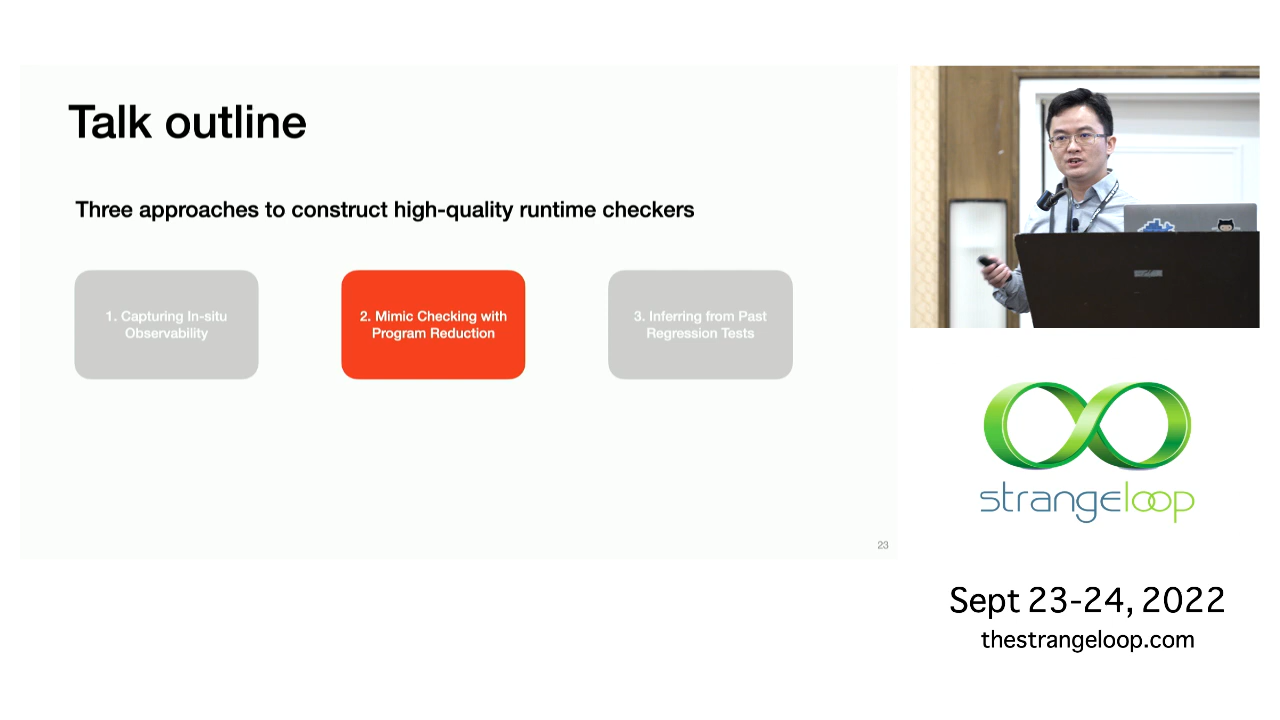 Talk outline
Three approaches to construct high-quality runtime checkers
1. Capturing In-situ
Observability
2. Mimic Checking with
Program Reduction
3. Inferring from Past
Regression Tests
23
strangeloop
Sept 23-24, 2022
thestrangeloop.com